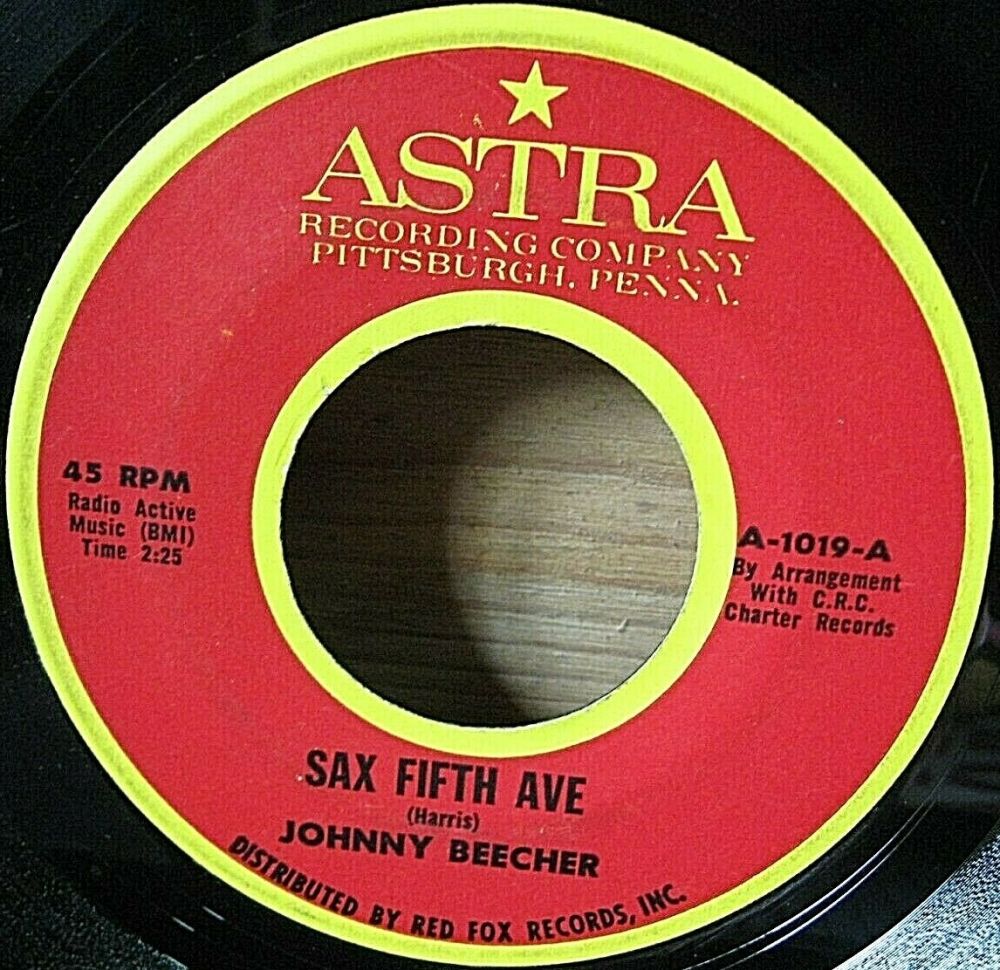 ASTRA
RECORDING COMPANY
PITTSBURGH, PENNA.
45 RPM
Radio Active
Music (BMI)
Time 2:25
A-1019-A
By Arrangement
With C.R.C.
Charter Records
SAX FIFTH AVE
(Harris)
JOHNNY BEECHER
DISTRIBUTED BY RED FOX RECORDS, INC.